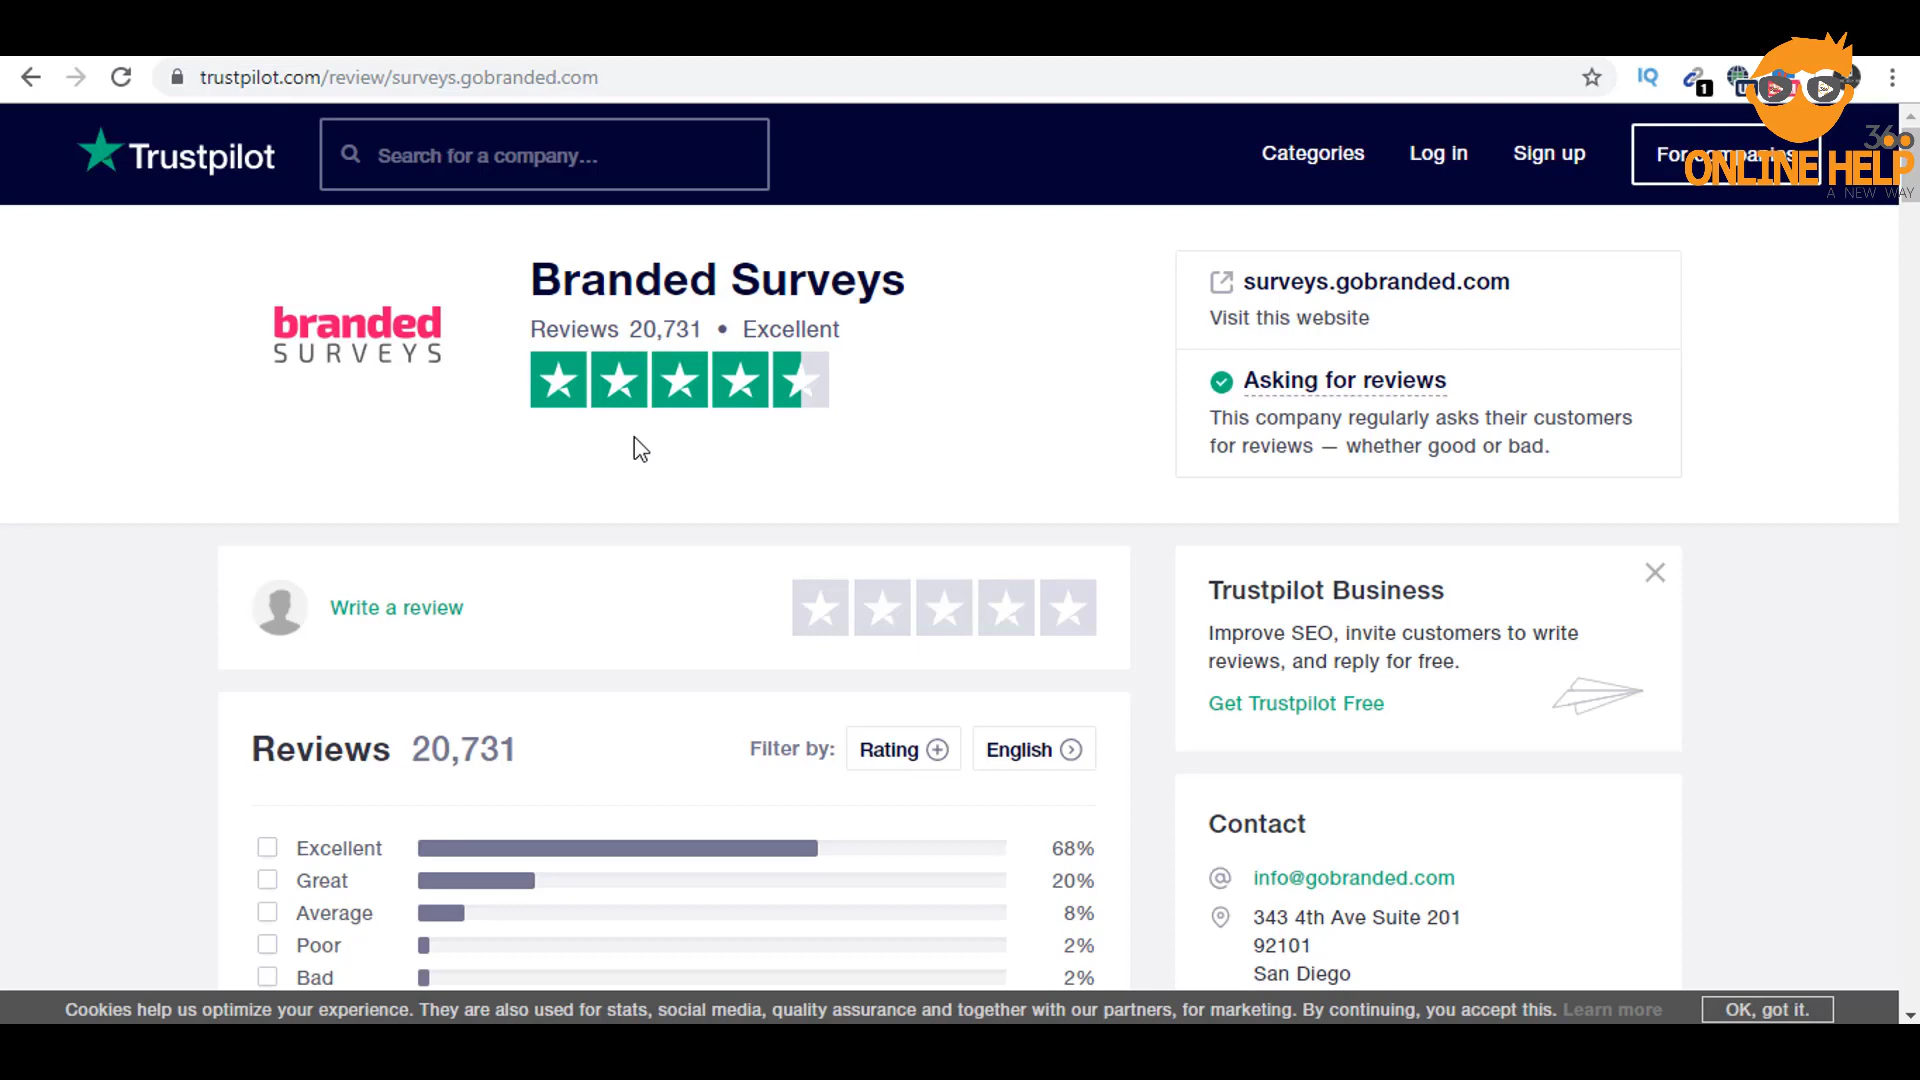 trustpilot.com/review/surveys.gobranded.com
IQ
1
Trustpilot
Search for a company...
Categories
Log in
Sign up
For companies
360
ONLINE HELP
A NEW WAY
branded
SURVEYS
Branded Surveys
Reviews 20,731 • Excellent
surveys.gobranded.com
Visit this website
Asking for reviews
This company regularly asks their customers
for reviews — whether good or bad.
Write a review
Trustpilot Business
Improve SEO, invite customers to write
reviews, and reply for free.
Get Trustpilot Free
Reviews 20,731
Filter by:
Rating
English
Excellent 68%
Great 20%
Average 8%
Poor 2%
Bad 2%
Contact
info@gobranded.com
343 4th Ave Suite 201
92101
San Diego
Cookies help us optimize your experience. They are also used for stats, social media, quality assurance and together with our partners, for marketing. By continuing, you accept this. Learn more
OK, got it.